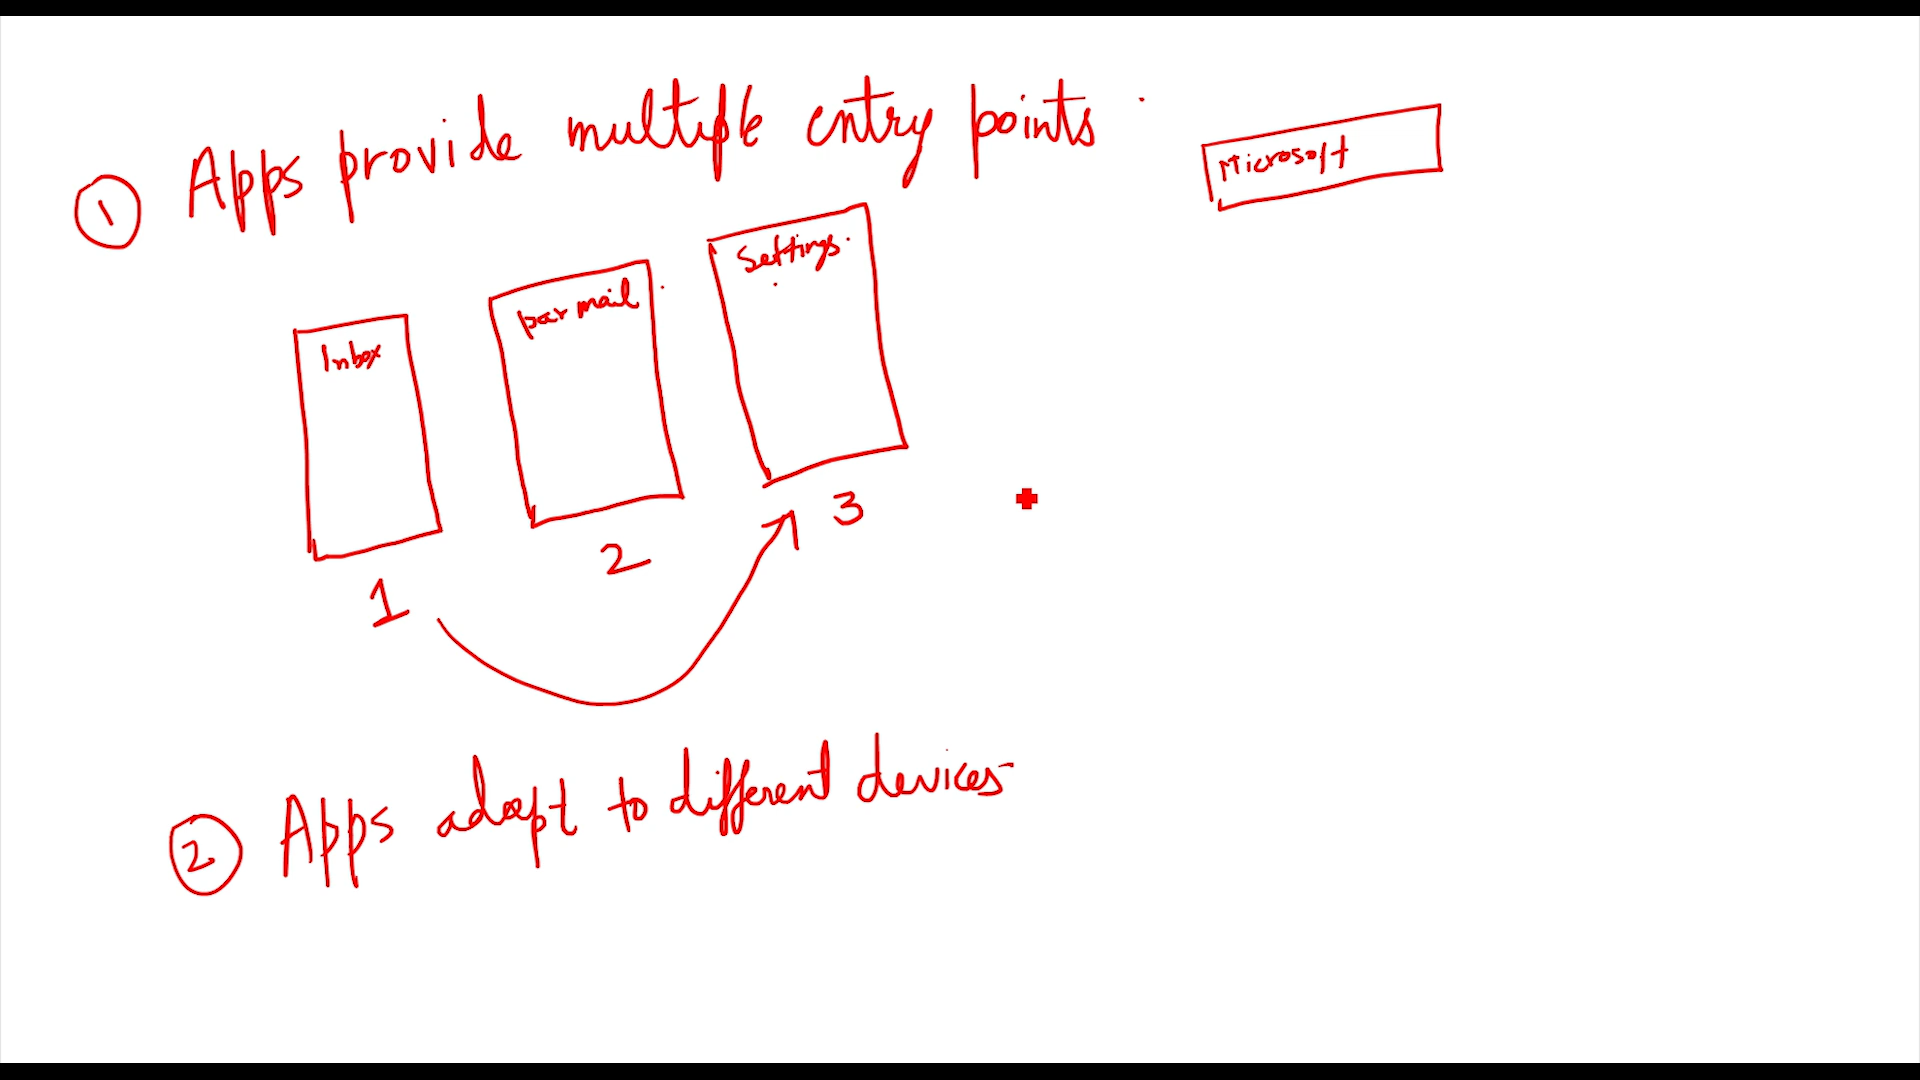 ① Apps provide multiple entry points.
Microsoft
Inbox
par mail
Settings.
1
2
3
② Apps adapt to different devices